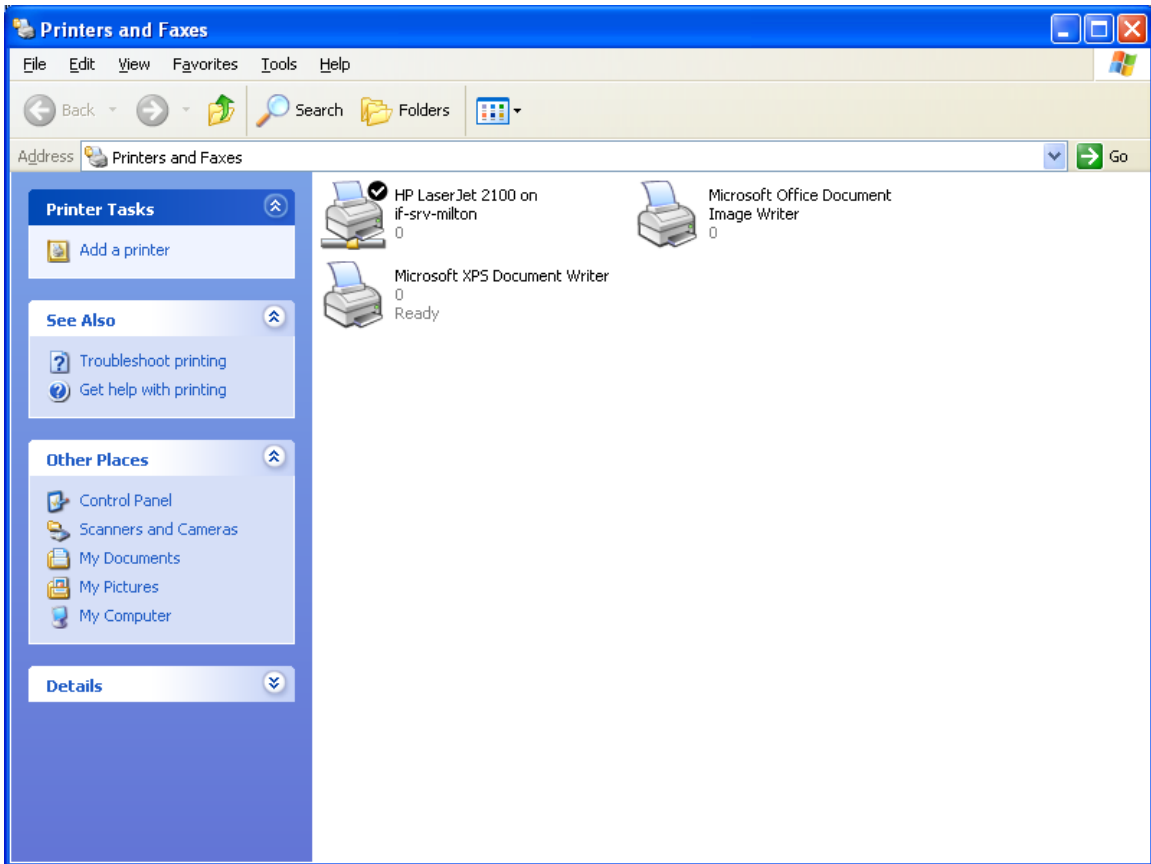 Printers and Faxes
File Edit View Favorites Tools Help
Back Search Folders
Address Printers and Faxes Go
Printer Tasks
Add a printer
See Also
Troubleshoot printing
Get help with printing
Other Places
Control Panel
Scanners and Cameras
My Documents
My Pictures
My Computer
Details
HP LaserJet 2100 on
if-srv-milton
0
Microsoft Office Document
Image Writer
0
Microsoft XPS Document Writer
0
Ready